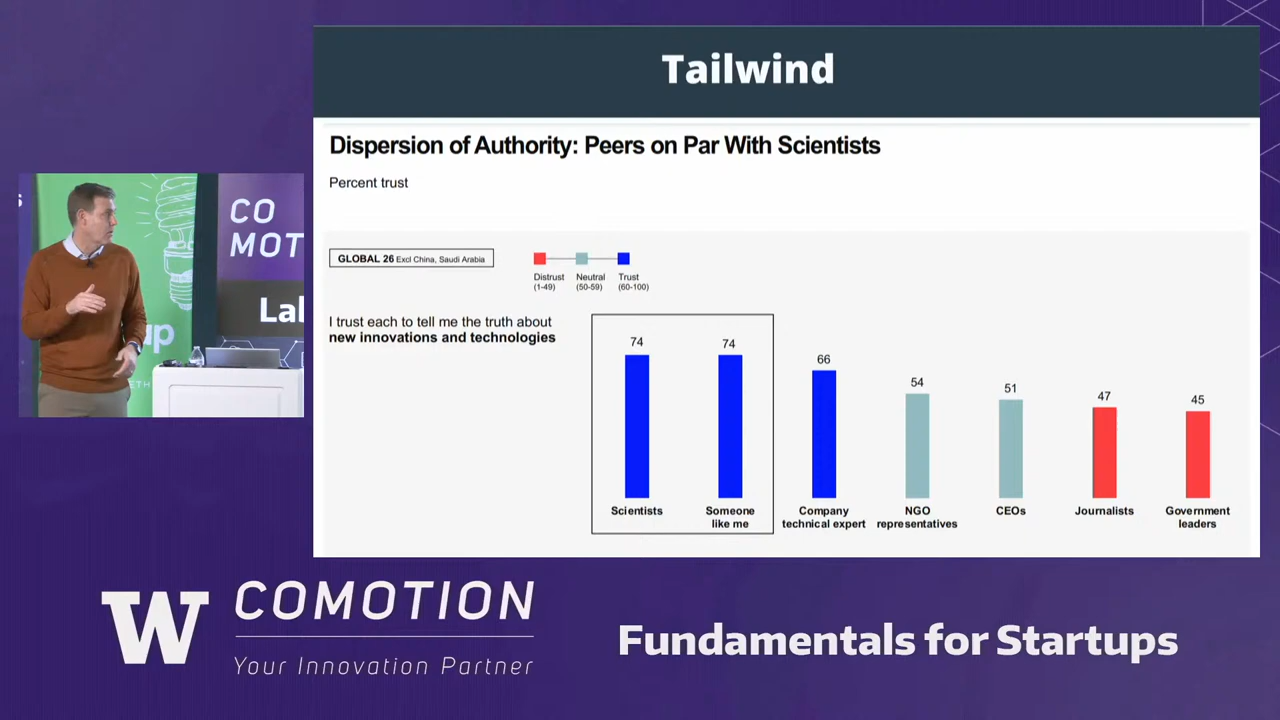 Tailwind
Dispersion of Authority: Peers on Par With Scientists
Percent trust
GLOBAL 26 Excl China, Saudi Arabia
Distrust
(1-49)
Neutral
(50-59)
Trust
(60-100)
I trust each to tell me the truth about
new innovations and technologies
74
74
66
54
51
47
45
Scientists
Someone
like me
Company
technical expert
NGO
representatives
CEOs
Journalists
Government
leaders
CO
MOT
Lal
up
ETH
W
COMOTION
Your Innovation Partner
Fundamentals for Startups